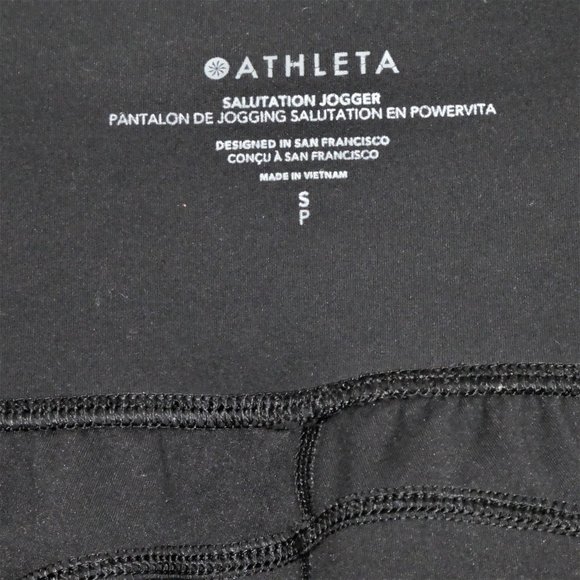 ATHLETA
SALUTATION JOGGER
PANTALON DE JOGGING SALUTATION EN POWERVITA
DESIGNED IN SAN FRANCISCO
CONÇU À SAN FRANCISCO
MADE IN VIETNAM
S
P